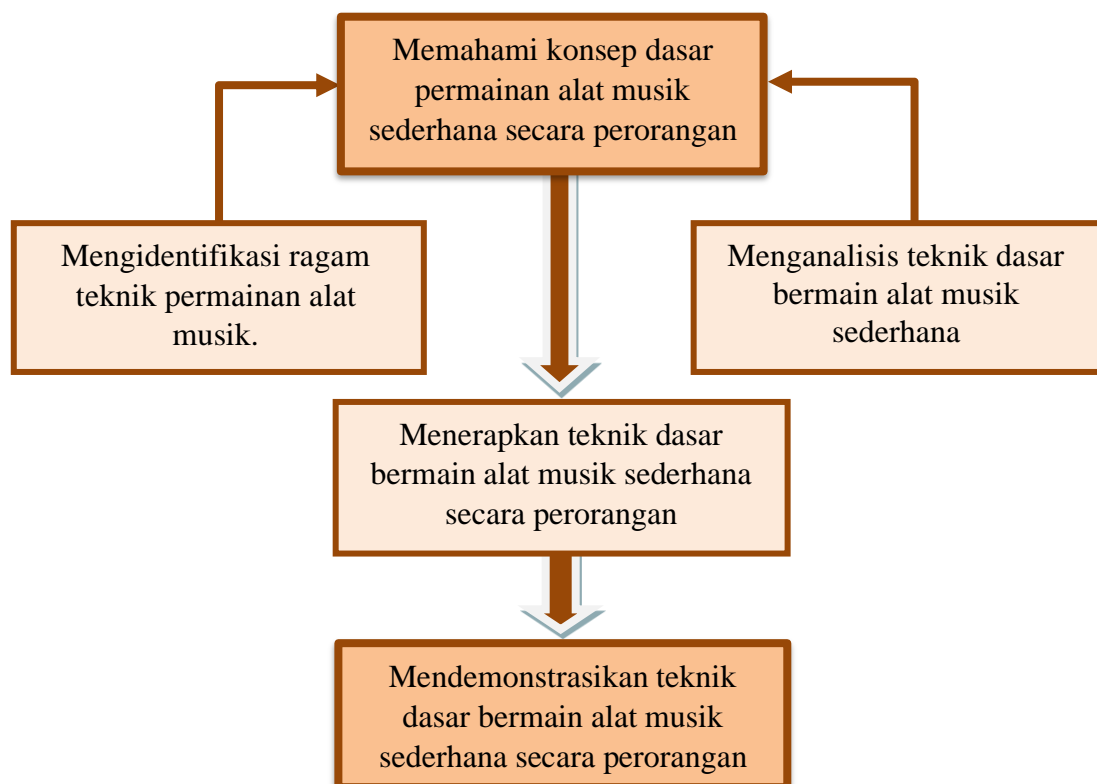 Memahami konsep dasar
permainan alat musik
sederhana secara perorangan
Mengidentifikasi ragam
teknik permainan alat
musik.
Menganalisis teknik dasar
bermain alat musik
sederhana
Menerapkan teknik dasar
bermain alat musik sederhana
secara perorangan
Mendemonstrasikan teknik
dasar bermain alat musik
sederhana secara perorangan